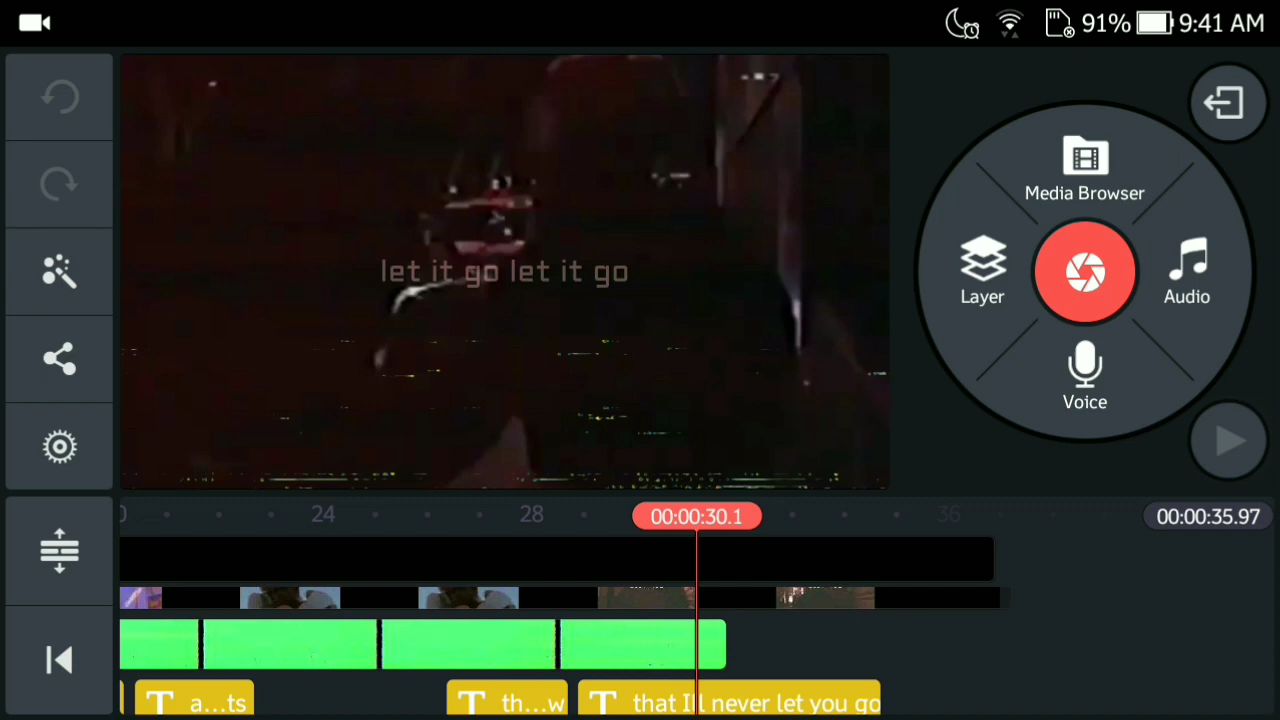 91% 9:41 AM
Media Browser
Layer
Audio
Voice
let it go let it go
24
28
00:00:30.1
36
00:00:35.97
T a...ts
T th...w
T that I'll never let you go